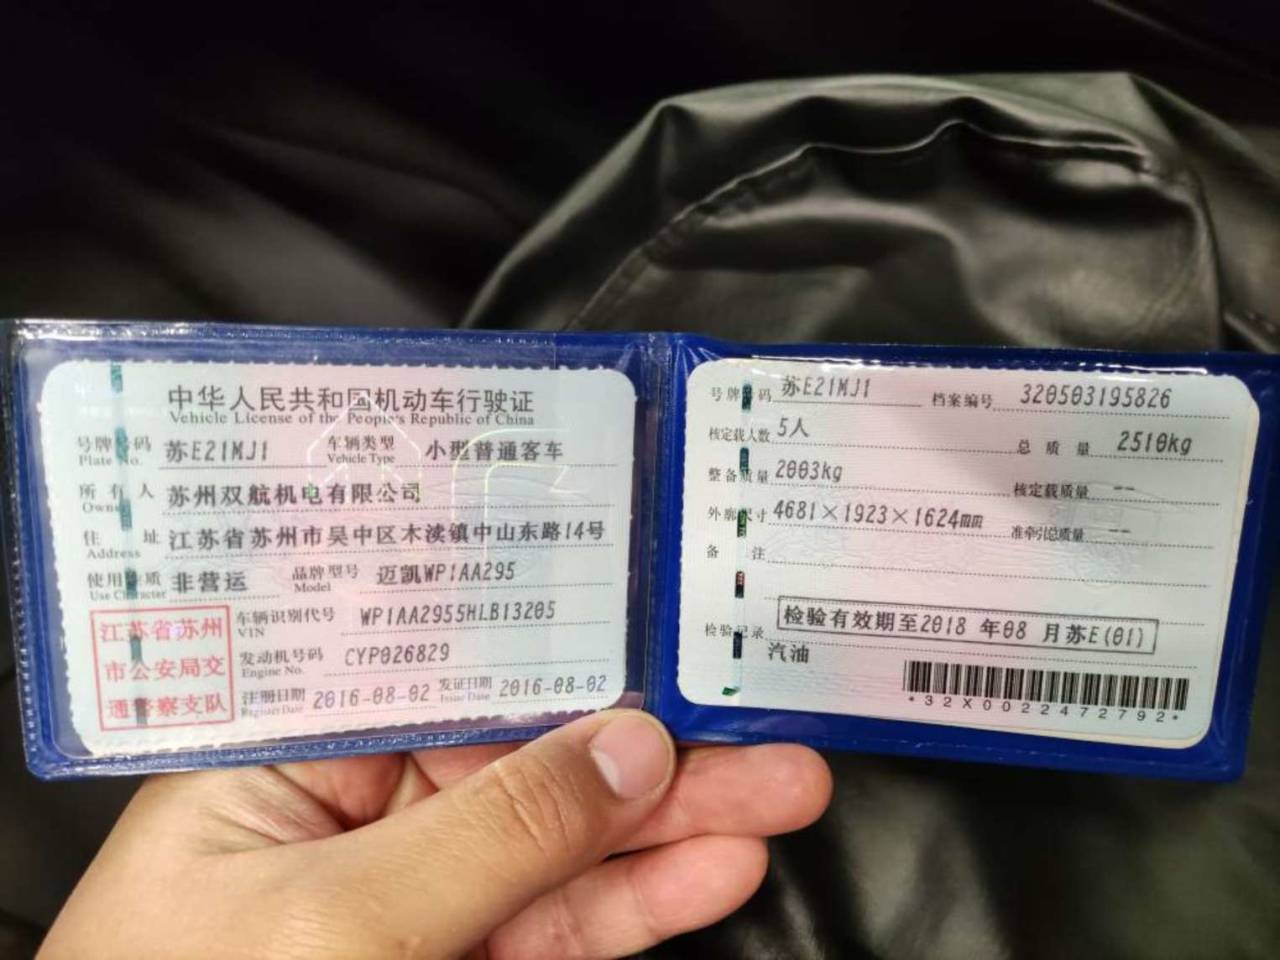 中华人民共和国机动车行驶证
Vehicle License of the People's Republic of China
号牌号码 苏E21MJ1 车辆类型 小型普通客车
Plate No. Vehicle Type
所有人 苏州双航机电有限公司
Owner
住址 江苏省苏州市吴中区木渎镇中山东路14号
Address
使用性质 非营运 品牌型号 迈凯WP1AA295
Use Character Model
江苏省苏州
市公安局交
通警察支队
车辆识别代号 WP1AA2955HLB13205
VIN
发动机号码 CYP026829
Engine No.
注册日期 2016-08-02 发证日期 2016-08-02
Register Date Issue Date
号牌号码 苏E21MJ1 档案编号 320503195826
核定载人数 5人 总质量 2510kg
整备质量 2003kg 核定载质量 --
外廓尺寸 4681×1923×1624mm 准牵引总质量 --
备注
检验记录 检验有效期至2018 年08 月苏E(01)
汽油
*32X0022472792*